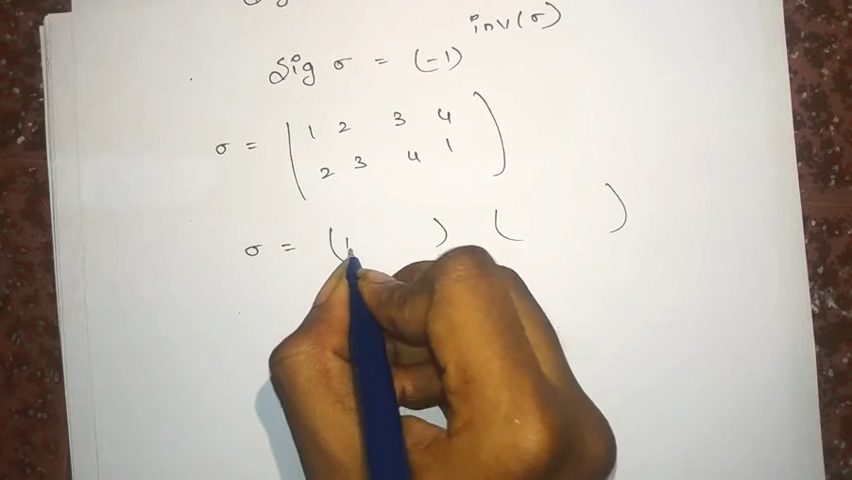 inv(σ)
Sig σ = (-1)
σ = ( 1 2 3 4
2 3 4 1 )
σ = (1 ) ( )